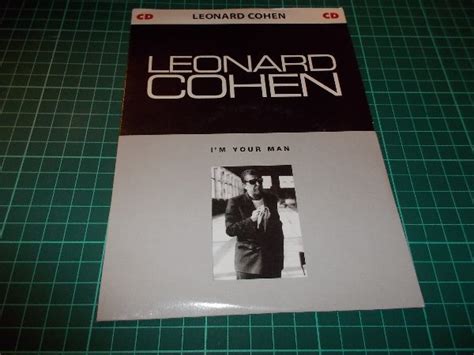 CD LEONARD COHEN CD
LEONARD
COHEN
I'M YOUR MAN